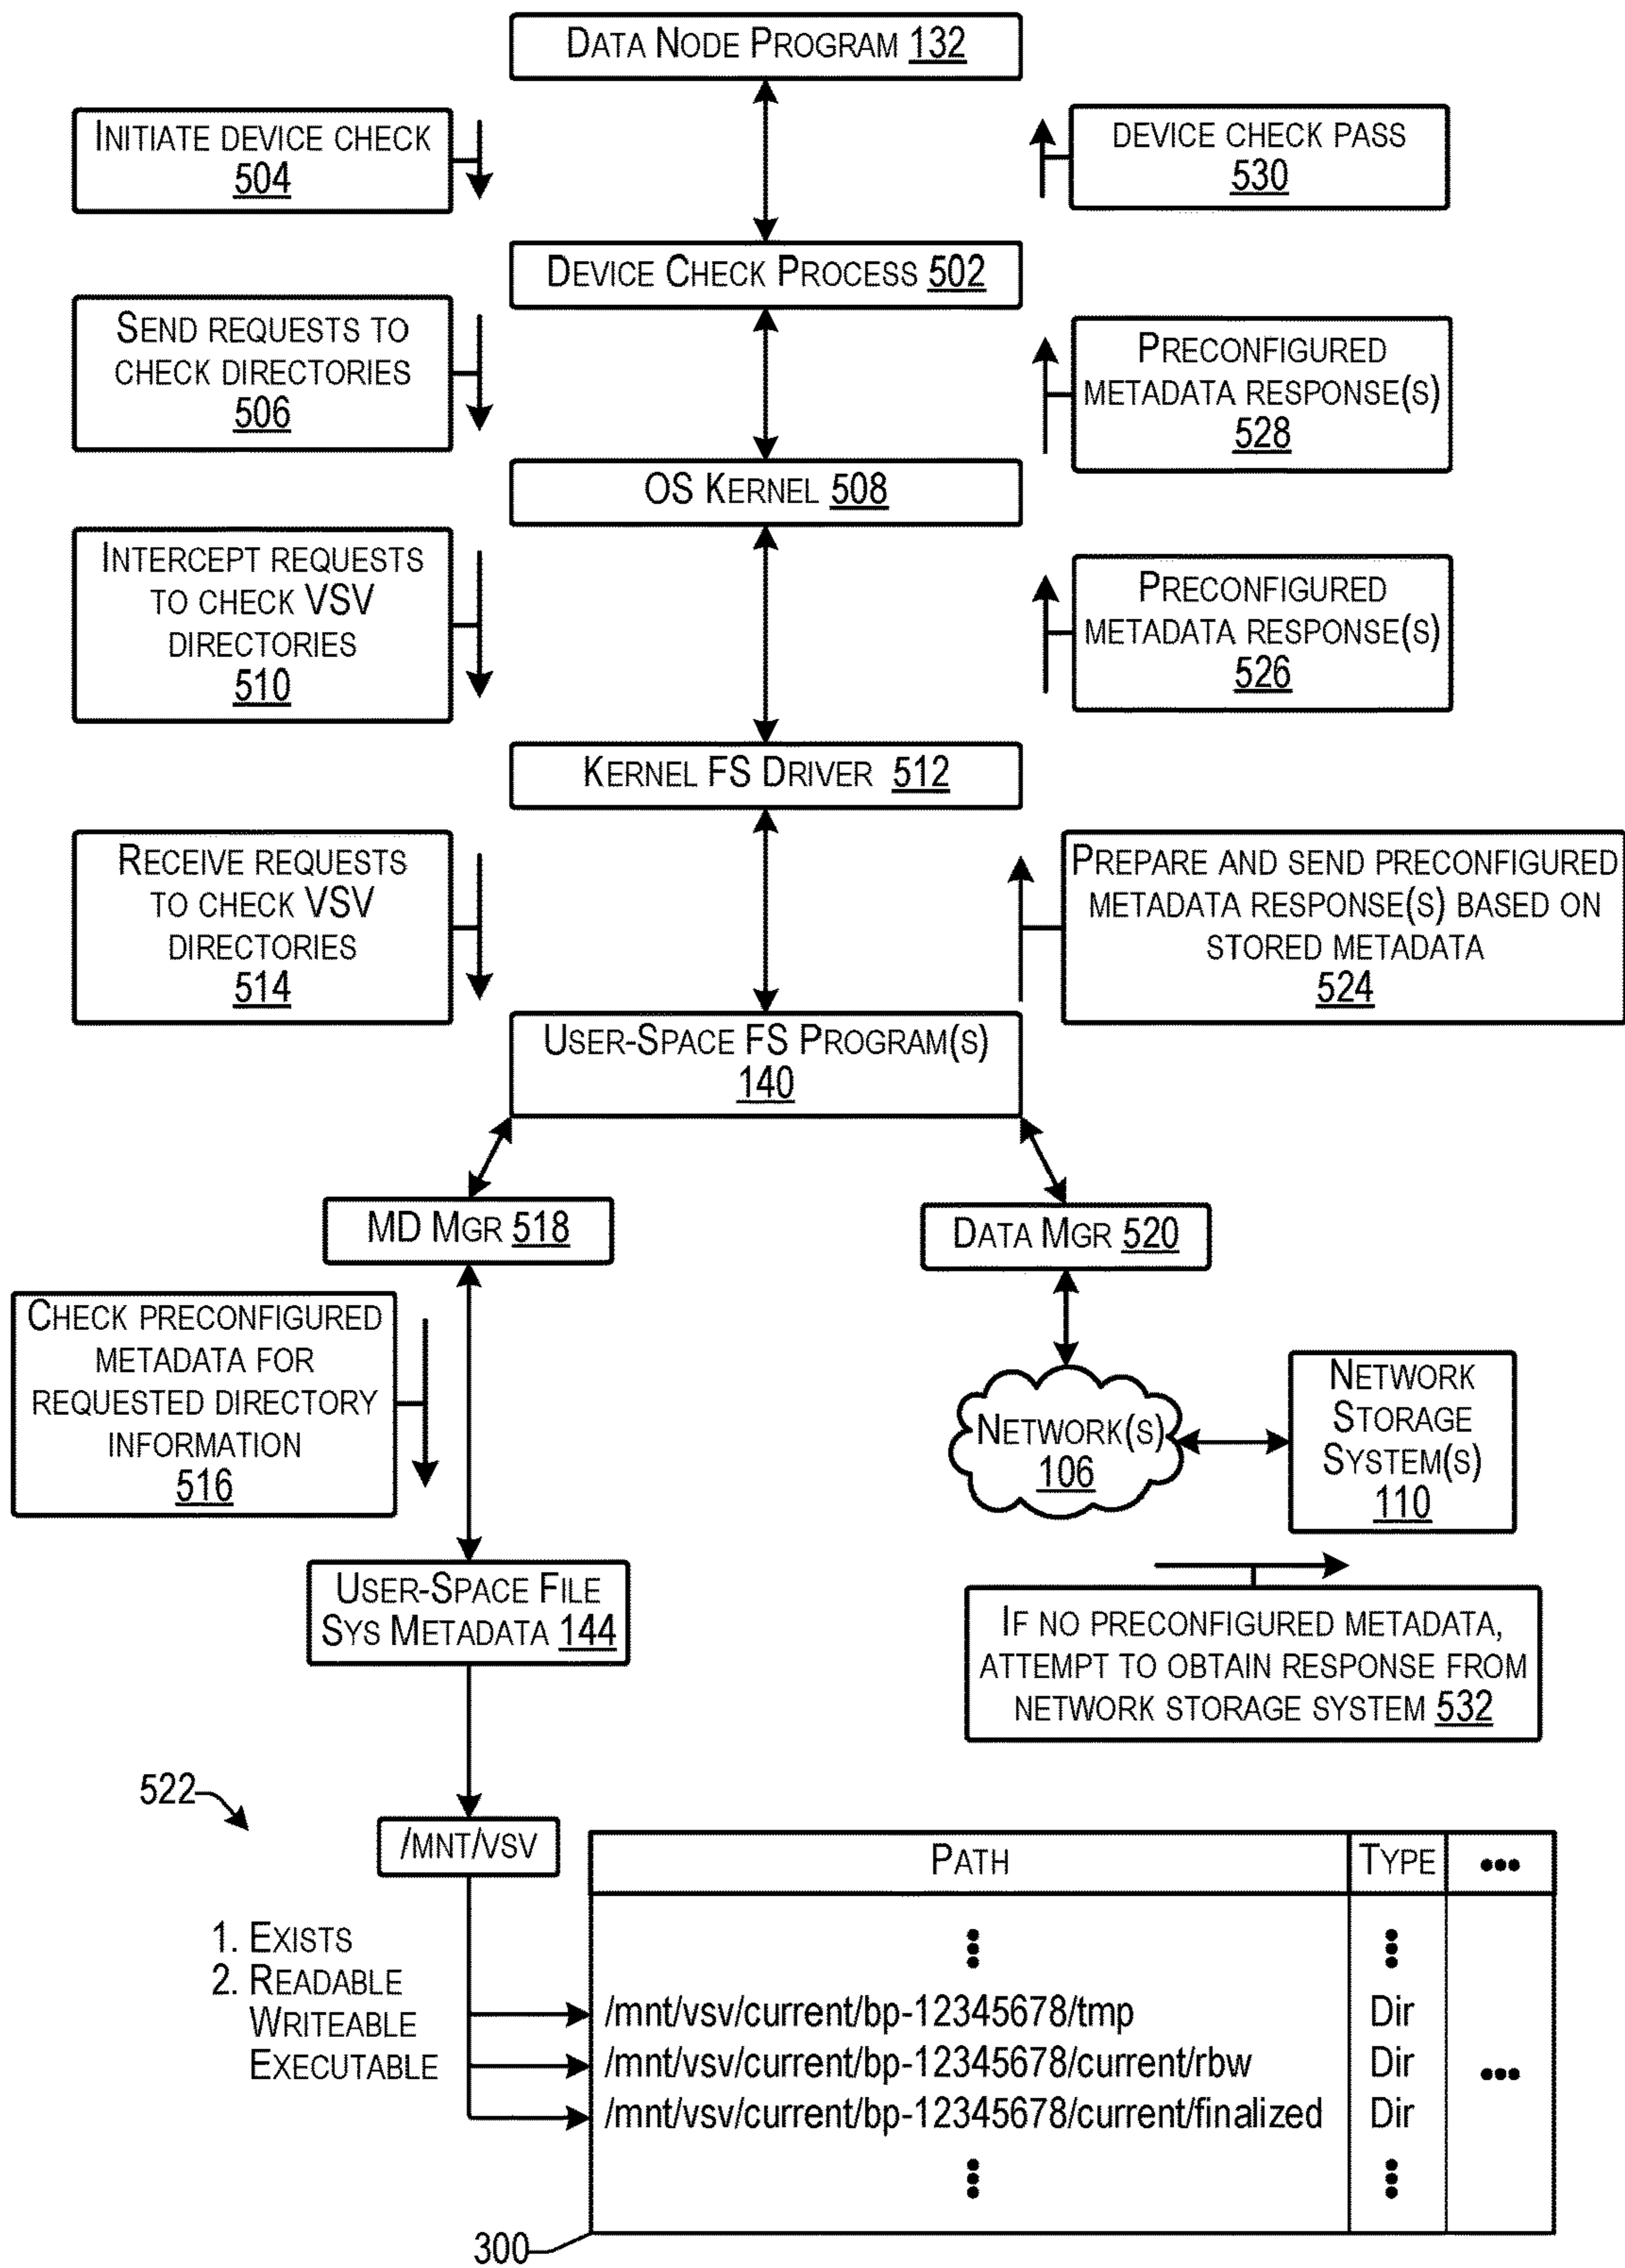 DATA NODE PROGRAM 132
INITIATE DEVICE CHECK
504
DEVICE CHECK PASS
530
DEVICE CHECK PROCESS 502
SEND REQUESTS TO
CHECK DIRECTORIES
506
PRECONFIGURED
METADATA RESPONSE(S)
528
OS KERNEL 508
INTERCEPT REQUESTS
TO CHECK VSV
DIRECTORIES
510
PRECONFIGURED
METADATA RESPONSE(S)
526
KERNEL FS DRIVER 512
RECEIVE REQUESTS
TO CHECK VSV
DIRECTORIES
514
PREPARE AND SEND PRECONFIGURED
METADATA RESPONSE(S) BASED ON
STORED METADATA
524
USER-SPACE FS PROGRAM(S)
140
MD MGR 518
DATA MGR 520
CHECK PRECONFIGURED
METADATA FOR
REQUESTED DIRECTORY
INFORMATION
516
NETWORK(S)
106
NETWORK
STORAGE
SYSTEM(S)
110
USER-SPACE FILE
SYS METADATA 144
IF NO PRECONFIGURED METADATA,
ATTEMPT TO OBTAIN RESPONSE FROM
NETWORK STORAGE SYSTEM 532
522
/MNT/VSV
PATH TYPE •••
1. EXISTS
2. READABLE
WRITEABLE
EXECUTABLE
/mnt/vsv/current/bp-12345678/tmp Dir
/mnt/vsv/current/bp-12345678/current/rbw Dir •••
/mnt/vsv/current/bp-12345678/current/finalized Dir
300